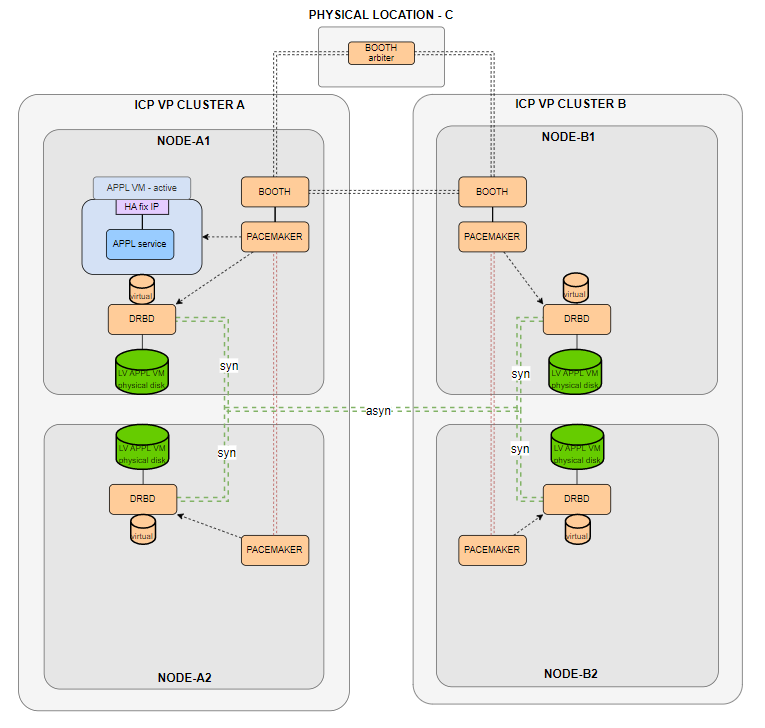 PHYSICAL LOCATION - C
BOOTH
arbiter
ICP VP CLUSTER A
NODE-A1
APPL VM - active
HA fix IP
APPL service
BOOTH
PACEMAKER
virtual
DRBD
LV APPL VM
physical disk
syn
ICP VP CLUSTER B
NODE-B1
BOOTH
PACEMAKER
virtual
DRBD
LV APPL VM
physical disk
syn
asyn
LV APPL VM
physical disk
syn
DRBD
virtual
PACEMAKER
NODE-A2
LV APPL VM
physical disk
syn
DRBD
virtual
PACEMAKER
NODE-B2